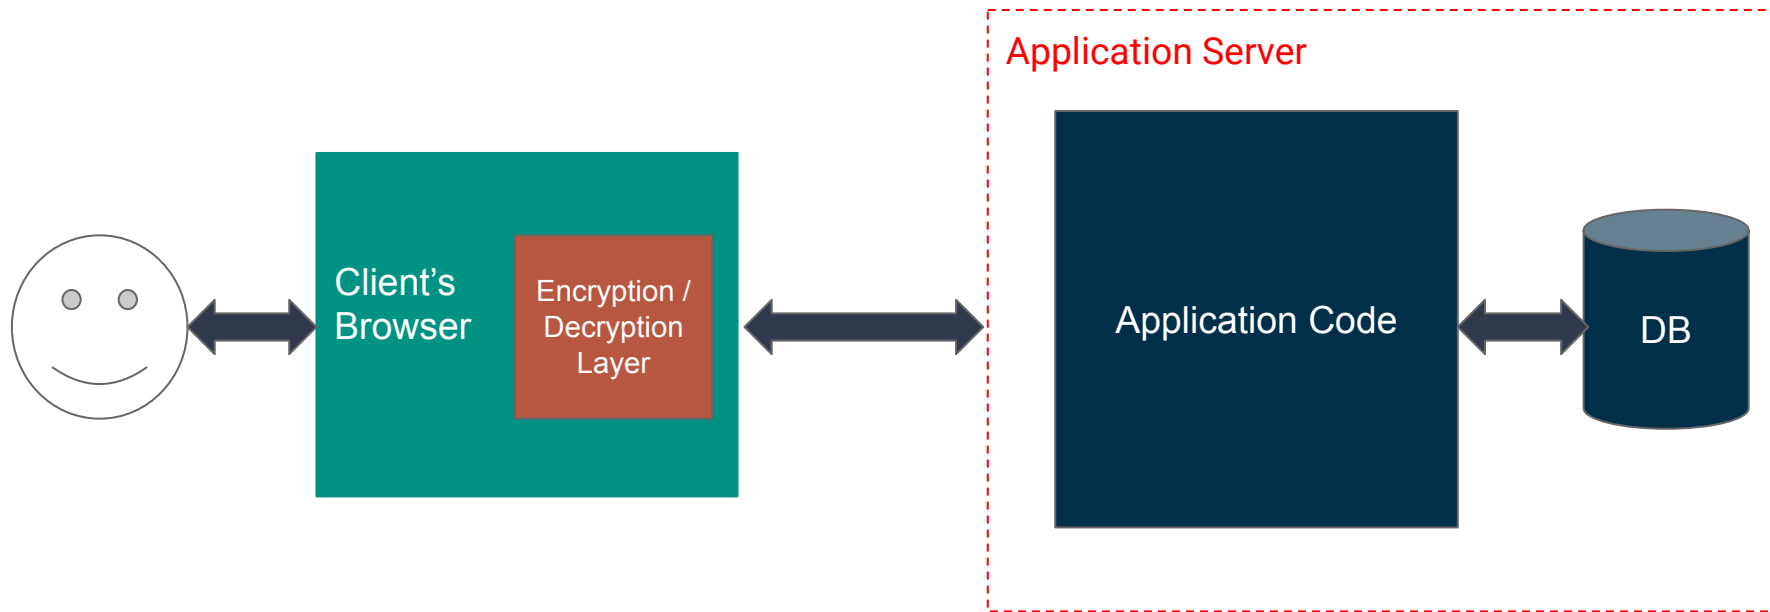 Application Server
Client’s
Browser
Encryption /
Decryption
Layer
Application Code
DB